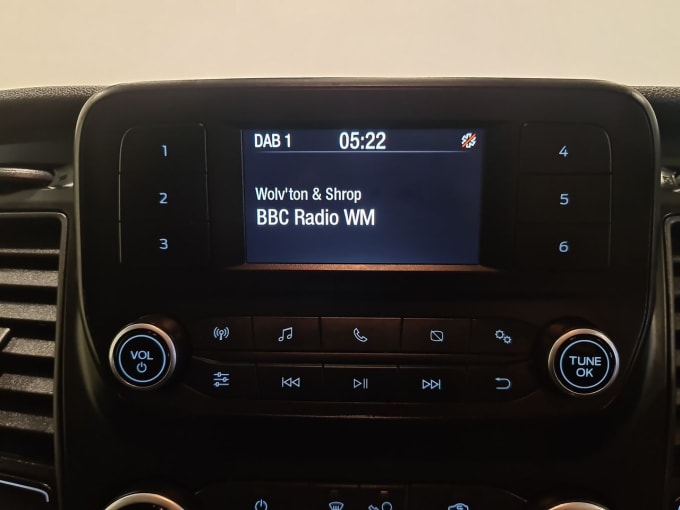 DAB 1 05:22
Wolv'ton & Shrop
BBC Radio WM
1
2
3
4
5
6
VOL
TUNE
OK